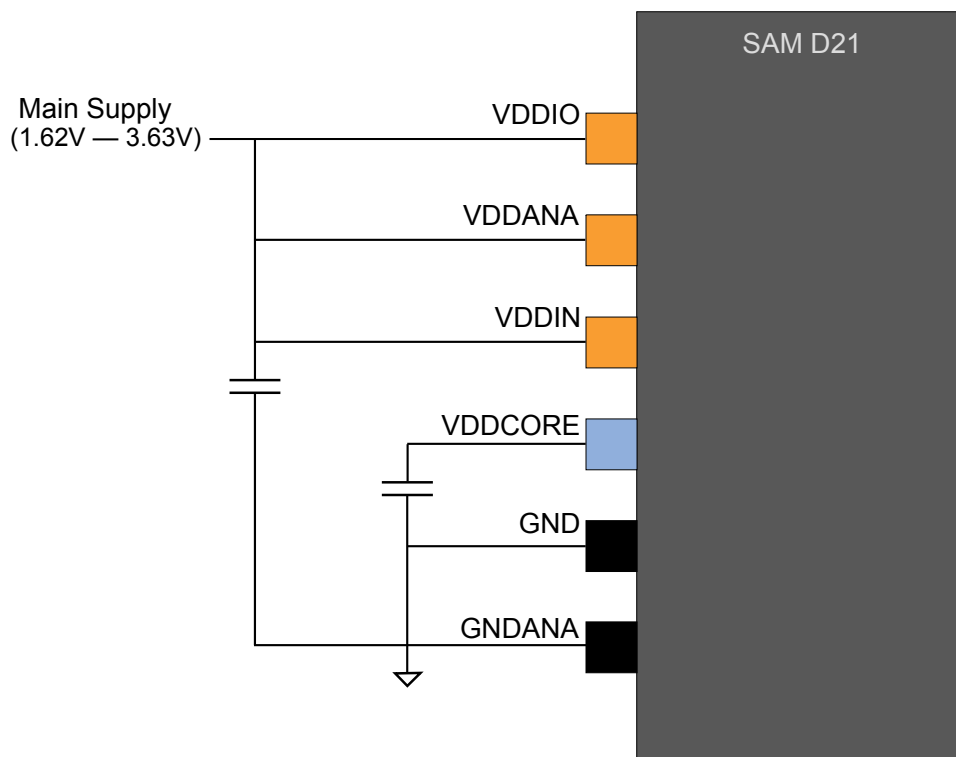 SAM D21
Main Supply
(1.62V — 3.63V)
VDDIO
VDDANA
VDDIN
VDDCORE
GND
GNDANA